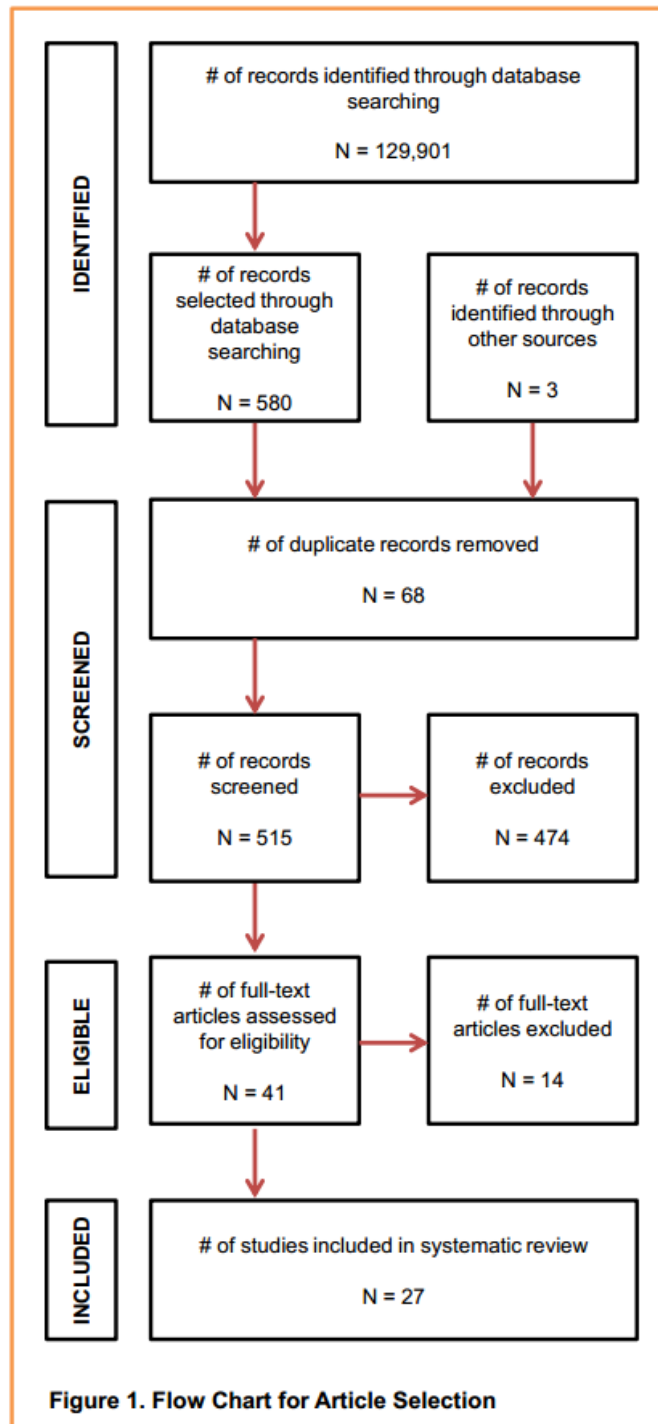 IDENTIFIED
# of records identified through database
searching
N = 129,901
# of records
selected through
database
searching
N = 580
# of records
identified through
other sources
N = 3
SCREENED
# of duplicate records removed
N = 68
# of records
screened
N = 515
# of records
excluded
N = 474
ELIGIBLE
# of full-text
articles assessed
for eligibility
N = 41
# of full-text
articles excluded
N = 14
INCLUDED
# of studies included in systematic review
N = 27
Figure 1. Flow Chart for Article Selection